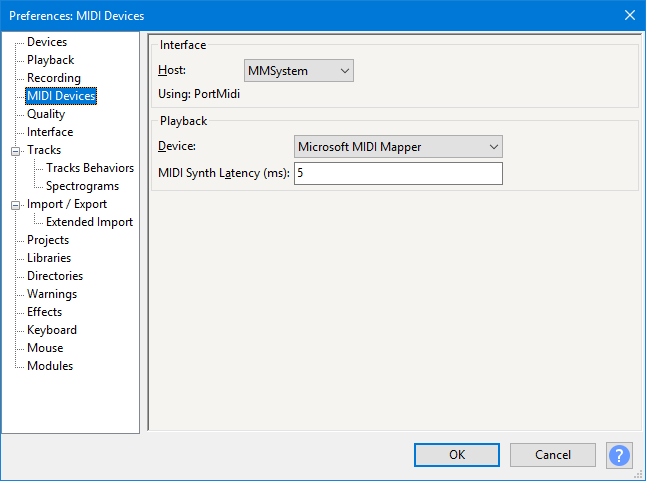 Preferences: MIDI Devices
Devices
Playback
Recording
MIDI Devices
Quality
Interface
Tracks
Tracks Behaviors
Spectrograms
Import / Export
Extended Import
Projects
Libraries
Directories
Warnings
Effects
Keyboard
Mouse
Modules
Interface
Host: MMSystem
Using: PortMidi
Playback
Device: Microsoft MIDI Mapper
MIDI Synth Latency (ms): 5
OK Cancel ?